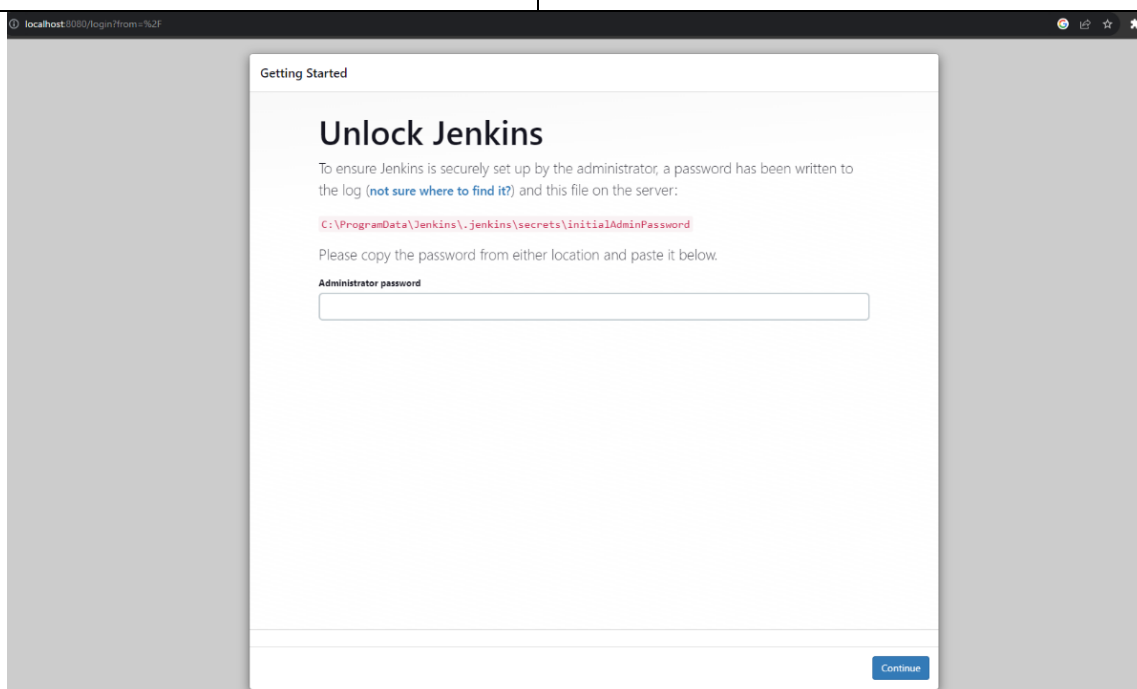 localhost:8080/login?from=%2F
Getting Started
Unlock Jenkins
To ensure Jenkins is securely set up by the administrator, a password has been written to
the log (not sure where to find it?) and this file on the server:
C:\ProgramData\Jenkins\.jenkins\secrets\initialAdminPassword
Please copy the password from either location and paste it below.
Administrator password
Continue